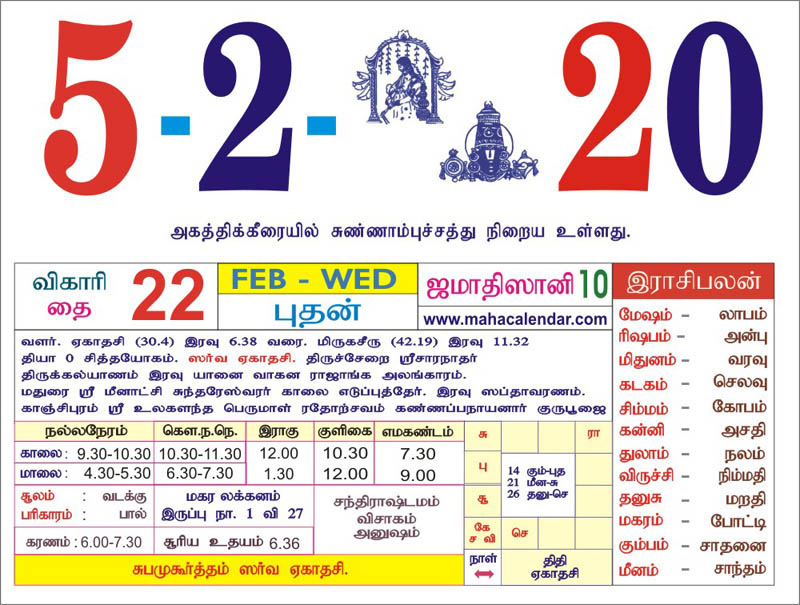 5-2-20
அகத்திக்கீரையில் சுண்ணாம்புச்சத்து நிறைய உள்ளது.
விகாரி
தை
22
FEB - WED
புதன்
ஜமாதிஸானி 10
www.mahacalendar.com
வளர். ஏகாதசி (30.4) இரவு 6.38 வரை. மிருகசீரு (42.19) இரவு 11.32
தியா 0 சித்தயோகம். ஸர்வ ஏகாதசி. திருச்சேறை ஸ்ரீசாரநாதர்
திருக்கல்யாணம் இரவு யானை வாகன ராஜாங்க அலங்காரம்.
மதுரை ஸ்ரீ மீனாட்சி சுந்தரேஸ்வரர் காலை எடுப்புத்தேர். இரவு ஸப்தாவரணம்.
காஞ்சிபுரம் ஸ்ரீ உலகளந்த பெருமாள் ரதோற்சவம் கண்ணப்பநாயனார் குருபூஜை
நல்லநேரம் கௌ.ந.நெ. இராகு குளிகை எமகண்டம்
காலை: 9.30-10.30 10.30-11.30 12.00 10.30 7.30
மாலை: 4.30-5.30 6.30-7.30 1.30 12.00 9.00
சூலம் : வடக்கு
பரிகாரம் : பால்
மகர லக்கனம்
இருப்பு நா. 1 வி 27
சந்திராஷ்டமம்
விசாகம்
அனுஷம்
கரணம் : 6.00-7.30
சூரிய உதயம் 6.36
சுபமுகூர்த்தம் ஸர்வ ஏகாதசி.
சு
ரா
பு
சூ
கே
ச வி
செ
14 கும்-புத
21 மீன-சு
26 தனு-செ
நாள்
திதி
ஏகாதசி
இராசிபலன்
மேஷம் – லாபம்
ரிஷபம் – அன்பு
மிதுனம் – வரவு
கடகம் – செலவு
சிம்மம் – கோபம்
கன்னி – அசதி
துலாம் – நலம்
விருச்சி – நிம்மதி
தனுசு – மறதி
மகரம் – போட்டி
கும்பம் – சாதனை
மீனம் – சாந்தம்